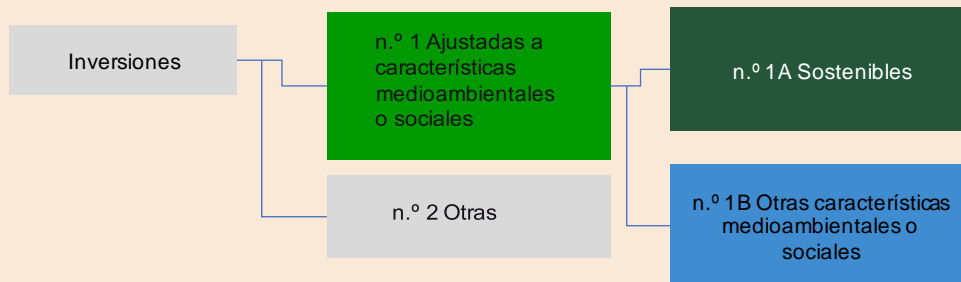 Inversiones
n.º 1 Ajustadas a
características
medioambientales
o sociales
n.º 2 Otras
n.º 1A Sostenibles
n.º 1B Otras características
medioambientales o
sociales